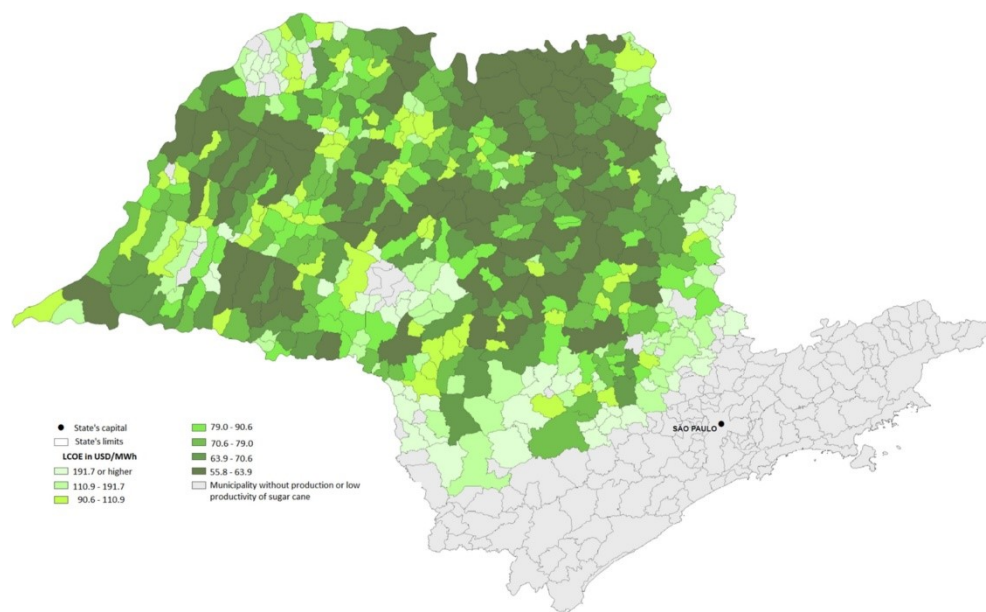 SÃO PAULO
State's capital
State's limits
LCOE in USD/MWh
191.7 or higher
110.9 - 191.7
90.6 - 110.9
79.0 - 90.6
70.6 - 79.0
63.9 - 70.6
55.8 - 63.9
Municipality without production or low
productivity of sugar cane